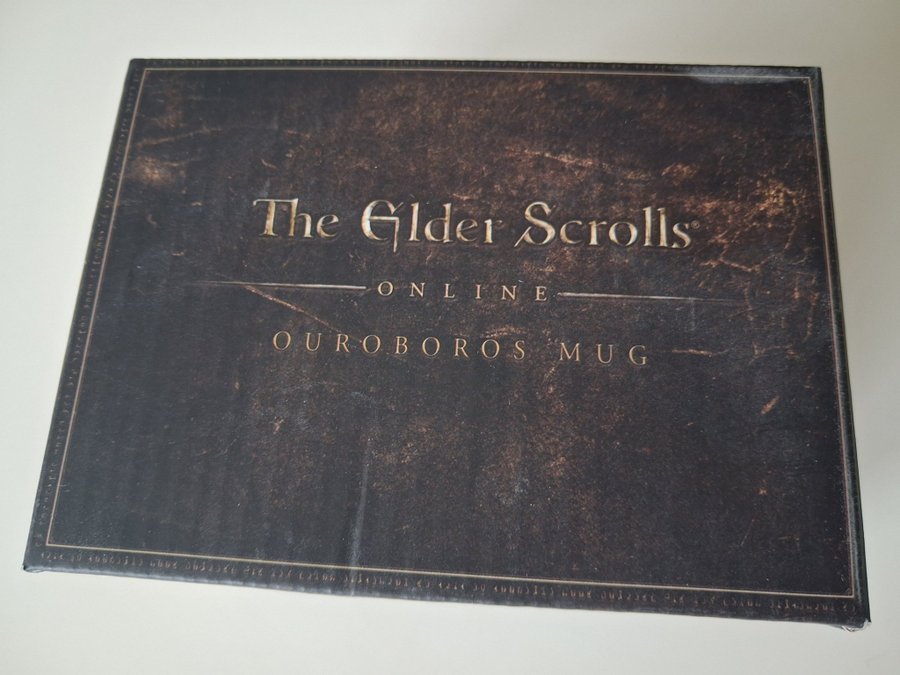 The Elder Scrolls®
ONLINE
OUROBOROS MUG